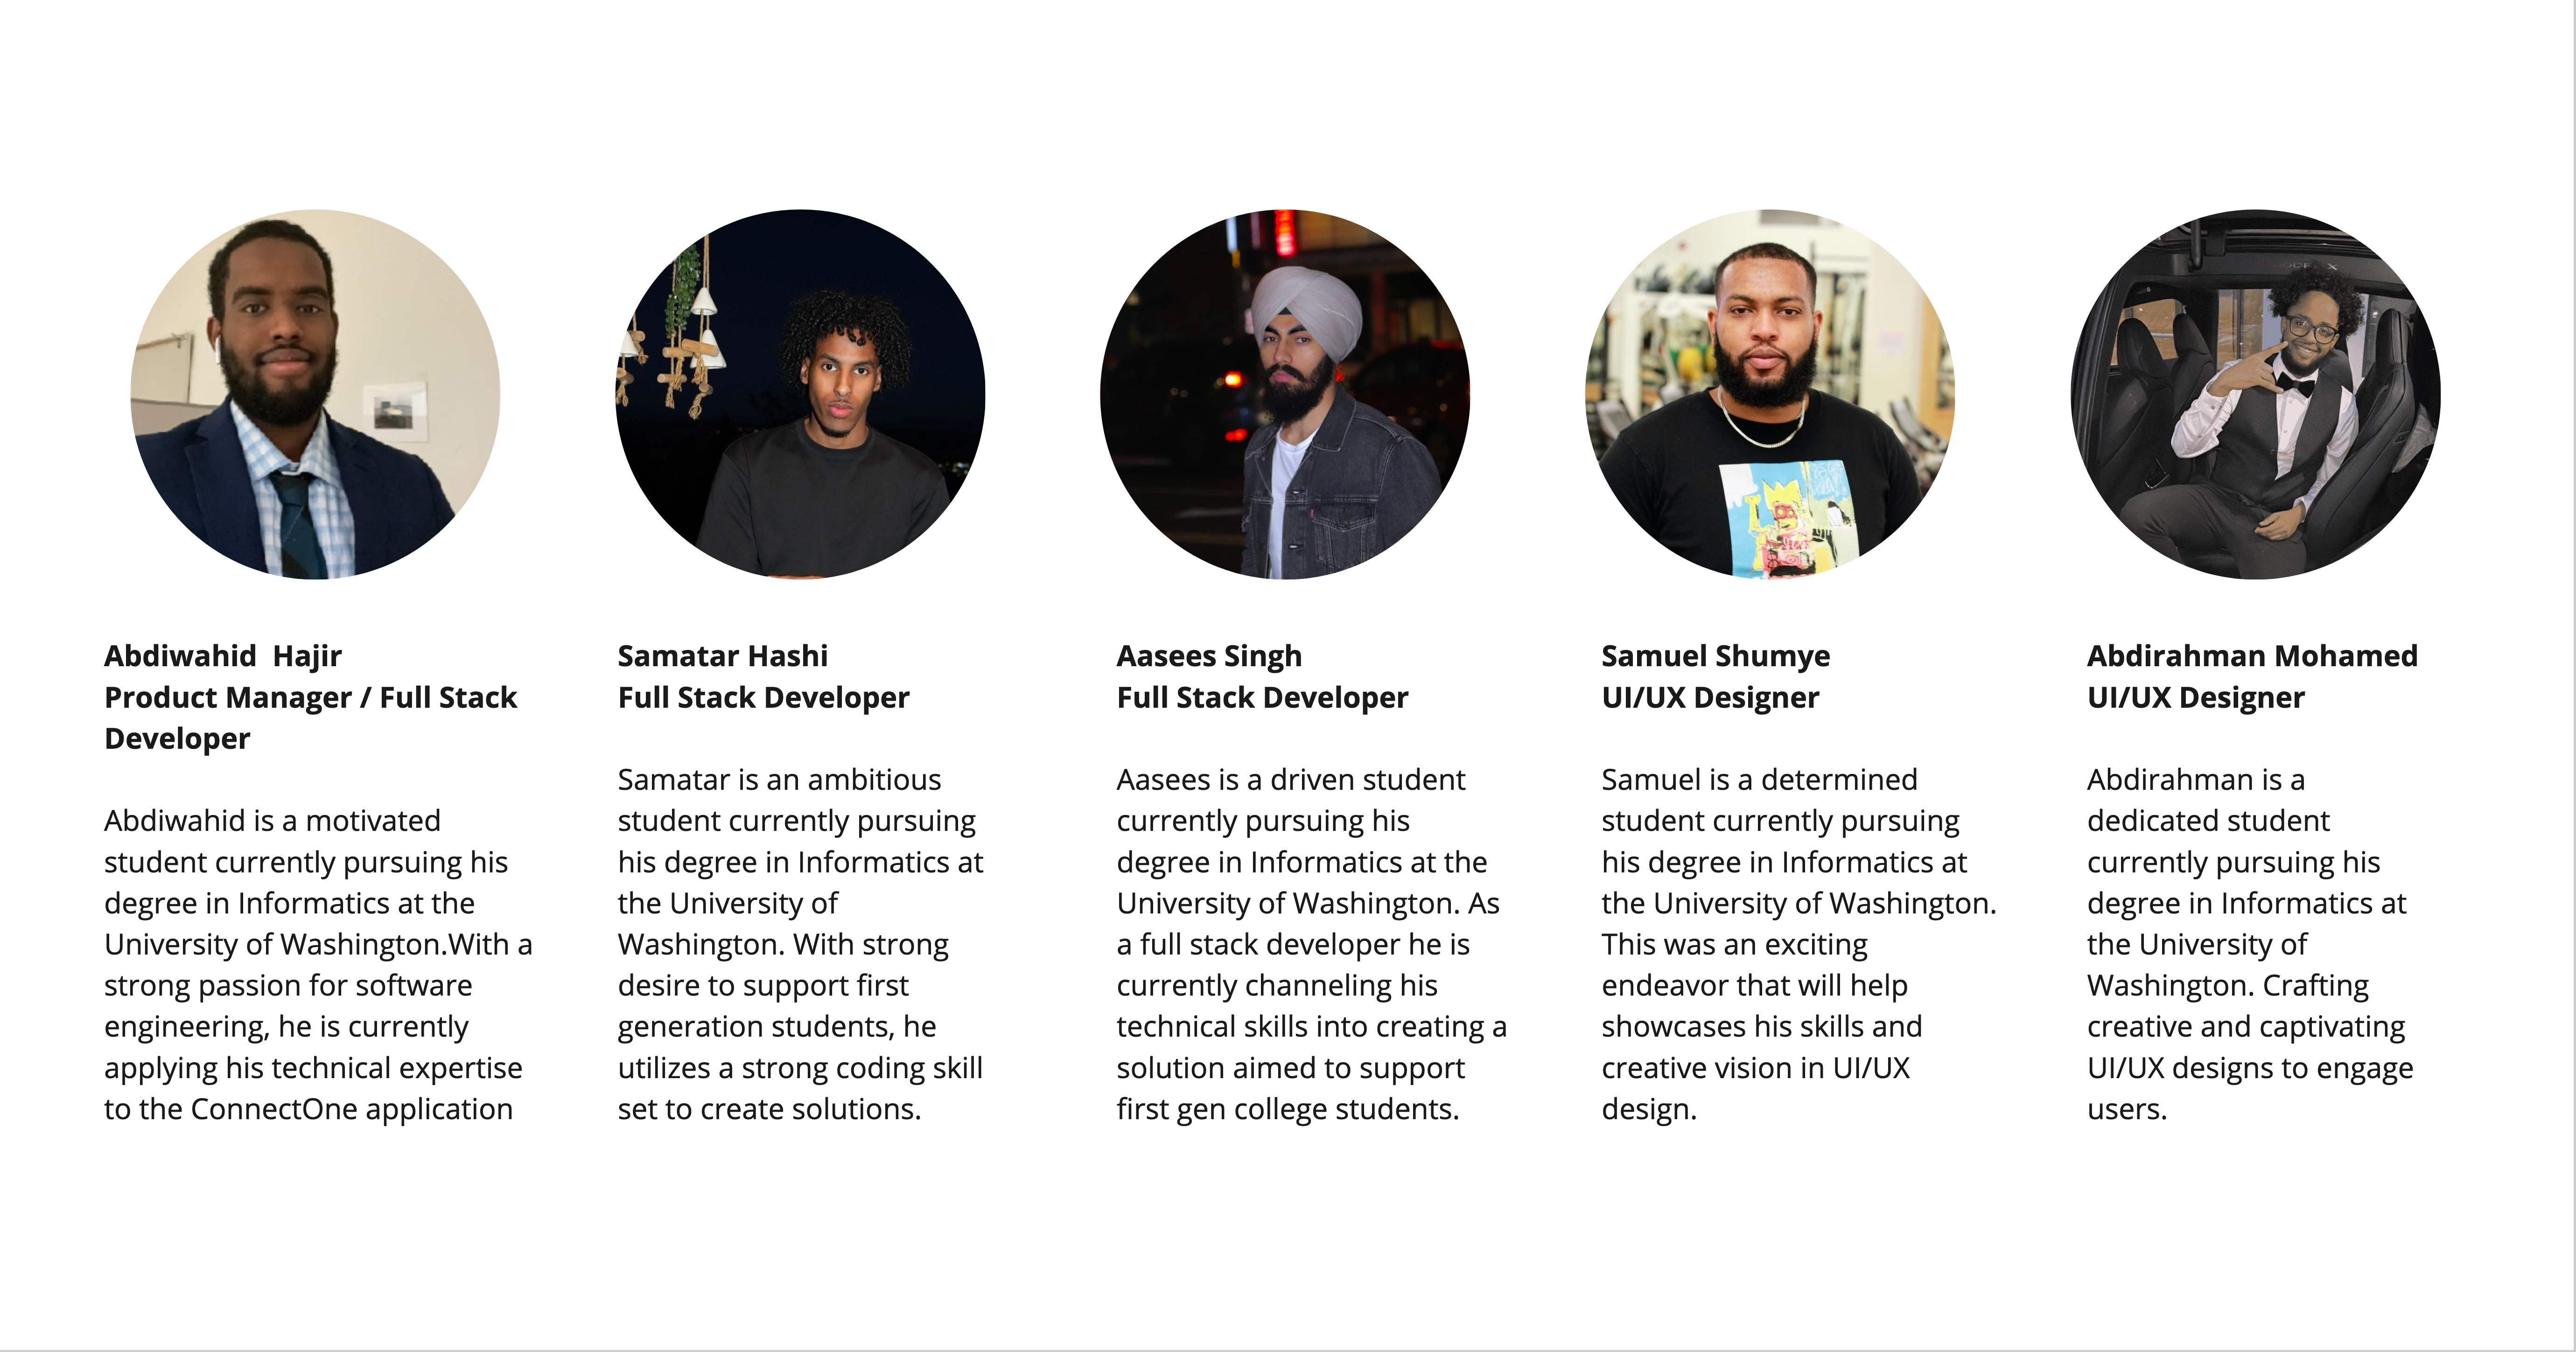 Abdiwahid  Hajir
Product Manager / Full Stack
Developer
Abdiwahid is a motivated
student currently pursuing his
degree in Informatics at the
University of Washington.With a
strong passion for software
engineering, he is currently
applying his technical expertise
to the ConnectOne application
Samatar Hashi
Full Stack Developer
Samatar is an ambitious
student currently pursuing
his degree in Informatics at
the University of
Washington. With strong
desire to support first
generation students, he
utilizes a strong coding skill
set to create solutions.
Aasees Singh
Full Stack Developer
Aasees is a driven student
currently pursuing his
degree in Informatics at the
University of Washington. As
a full stack developer he is
currently channeling his
technical skills into creating a
solution aimed to support
first gen college students.
Samuel Shumye
UI/UX Designer
Samuel is a determined
student currently pursuing
his degree in Informatics at
the University of Washington.
This was an exciting
endeavor that will help
showcases his skills and
creative vision in UI/UX
design.
Abdirahman Mohamed
UI/UX Designer
Abdirahman is a
dedicated student
currently pursuing his
degree in Informatics at
the University of
Washington. Crafting
creative and captivating
UI/UX designs to engage
users.